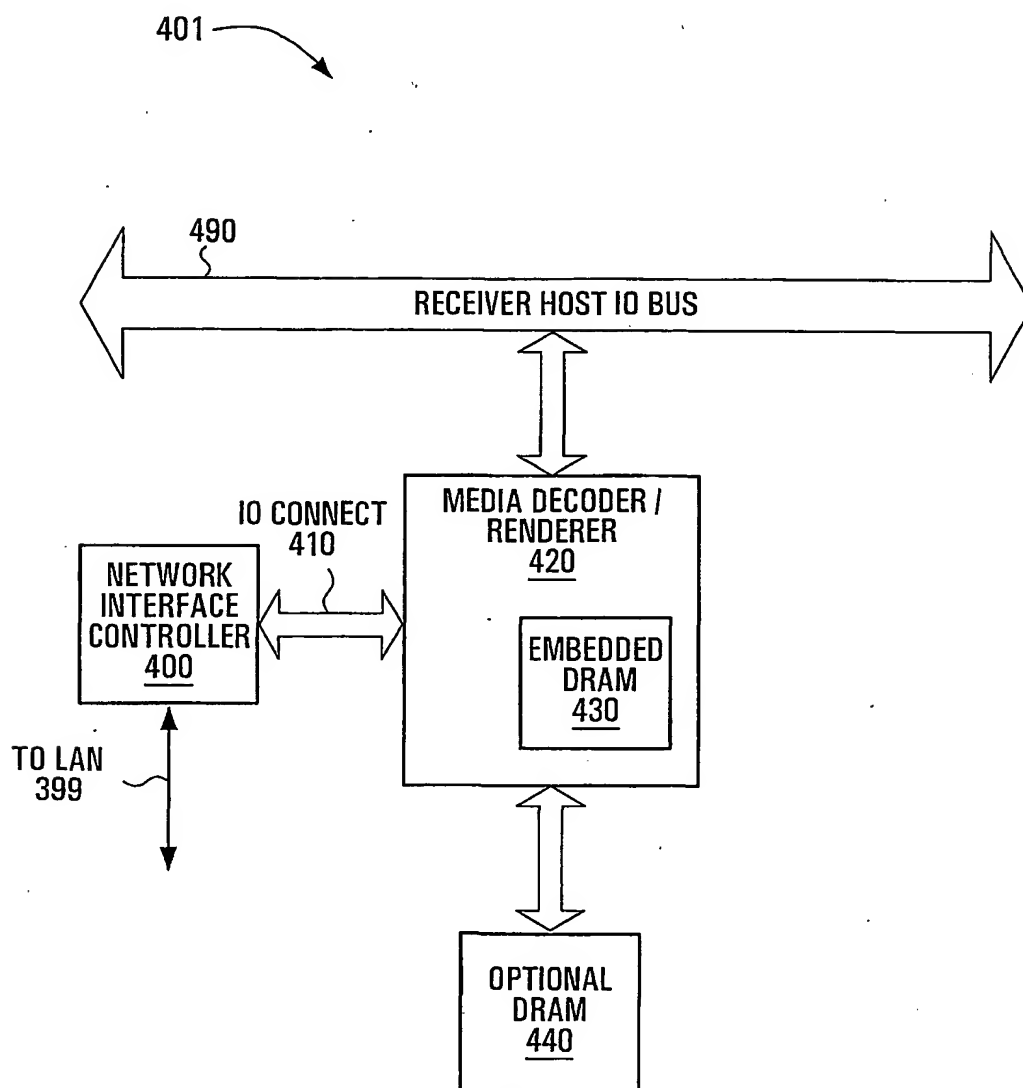 401
490
RECEIVER HOST IO BUS
MEDIA DECODER /
RENDERER
420
IO CONNECT
410
NETWORK
INTERFACE
CONTROLLER
400
EMBEDDED
DRAM
430
TO LAN
399
OPTIONAL
DRAM
440